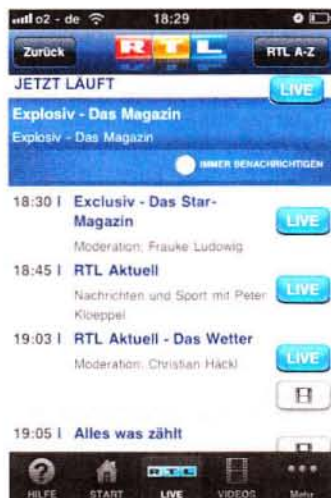 o2 - de 18:29
Zurück RTL RTL A-Z
JETZT LÄUFT LIVE
Explosiv - Das Magazin
Explosiv - Das Magazin
IMMER BENACHRICHTIGEN
18:30 | Exclusiv - Das Star-
Magazin LIVE
Moderation: Frauke Ludowig
18:45 | RTL Aktuell
Nachrichten und Sport mit Peter LIVE
Kloeppel
19:03 | RTL Aktuell - Das Wetter
Moderation: Christian Häckl LIVE
19:05 | Alles was zählt
HILFE START LIVE VIDEOS Mehr
RTL